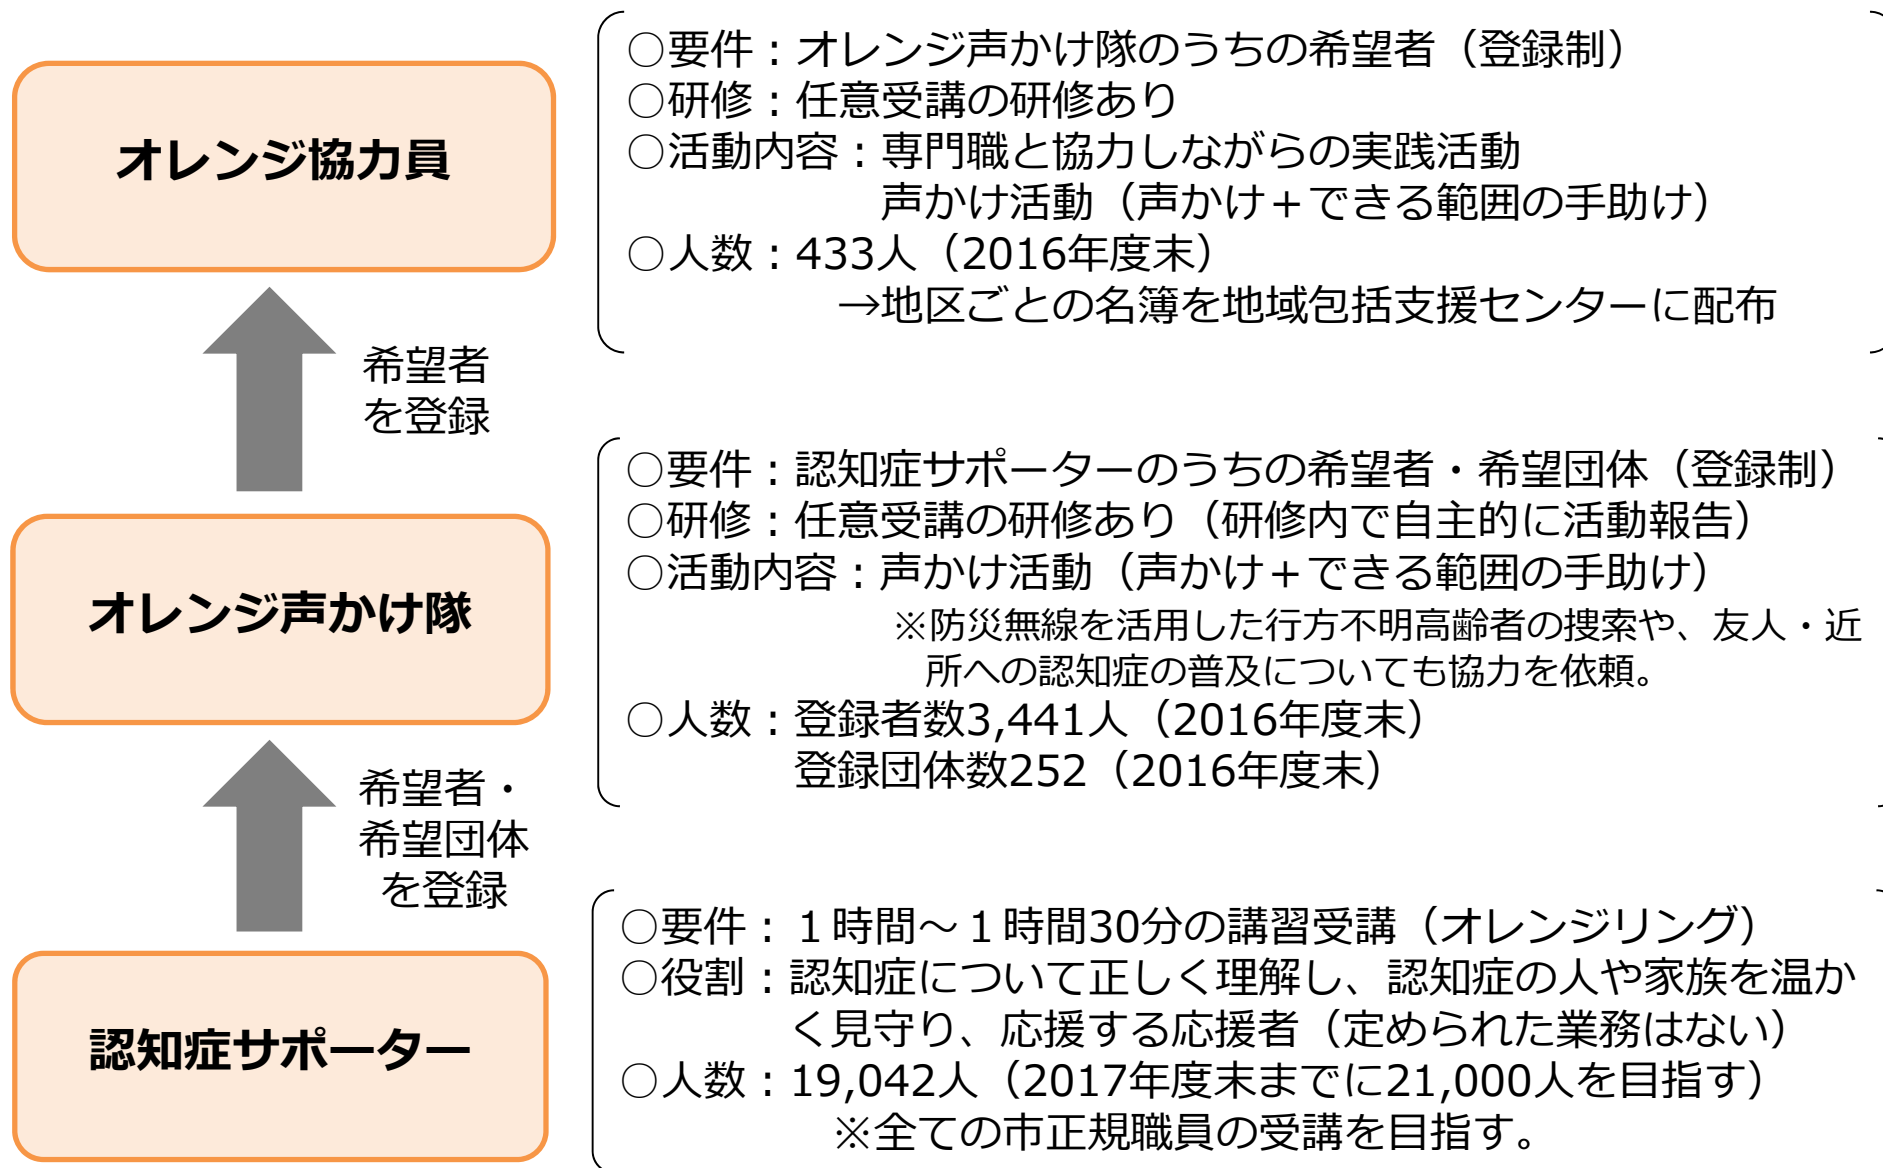 オレンジ協力員
○要件：オレンジ声かけ隊のうちの希望者（登録制）
○研修：任意受講の研修あり
○活動内容：専門職と協力しながらの実践活動
声かけ活動（声かけ＋できる範囲の手助け）
○人数：433人（2016年度末）
→地区ごとの名簿を地域包括支援センターに配布
希望者
を登録
オレンジ声かけ隊
○要件：認知症サポーターのうちの希望者・希望団体（登録制）
○研修：任意受講の研修あり（研修内で自主的に活動報告）
○活動内容：声かけ活動（声かけ＋できる範囲の手助け）
※防災無線を活用した行方不明高齢者の捜索や、友人・近
所への認知症の普及についても協力を依頼。
○人数：登録者数3,441人（2016年度末）
登録団体数252（2016年度末）
希望者・
希望団体
を登録
認知症サポーター
○要件：１時間～１時間30分の講習受講（オレンジリング）
○役割：認知症について正しく理解し、認知症の人や家族を温か
く見守り、応援する応援者（定められた業務はない）
○人数：19,042人（2017年度末までに21,000人を目指す）
※全ての市正規職員の受講を目指す。